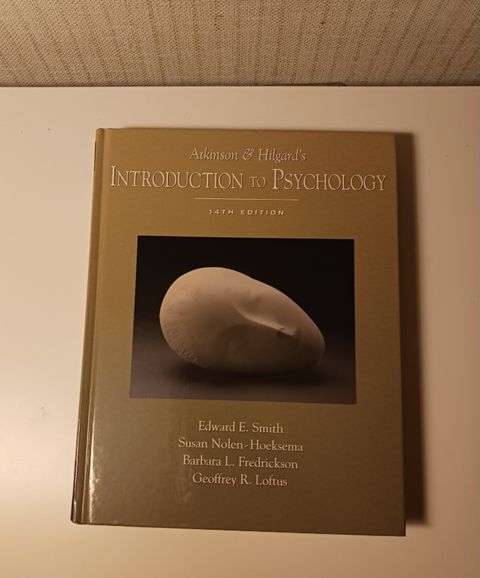 Atkinson & Hilgard's
INTRODUCTION TO PSYCHOLOGY
14TH EDITION
Edward E. Smith
Susan Nolen-Hoeksema
Barbara L. Fredrickson
Geoffrey R. Loftus